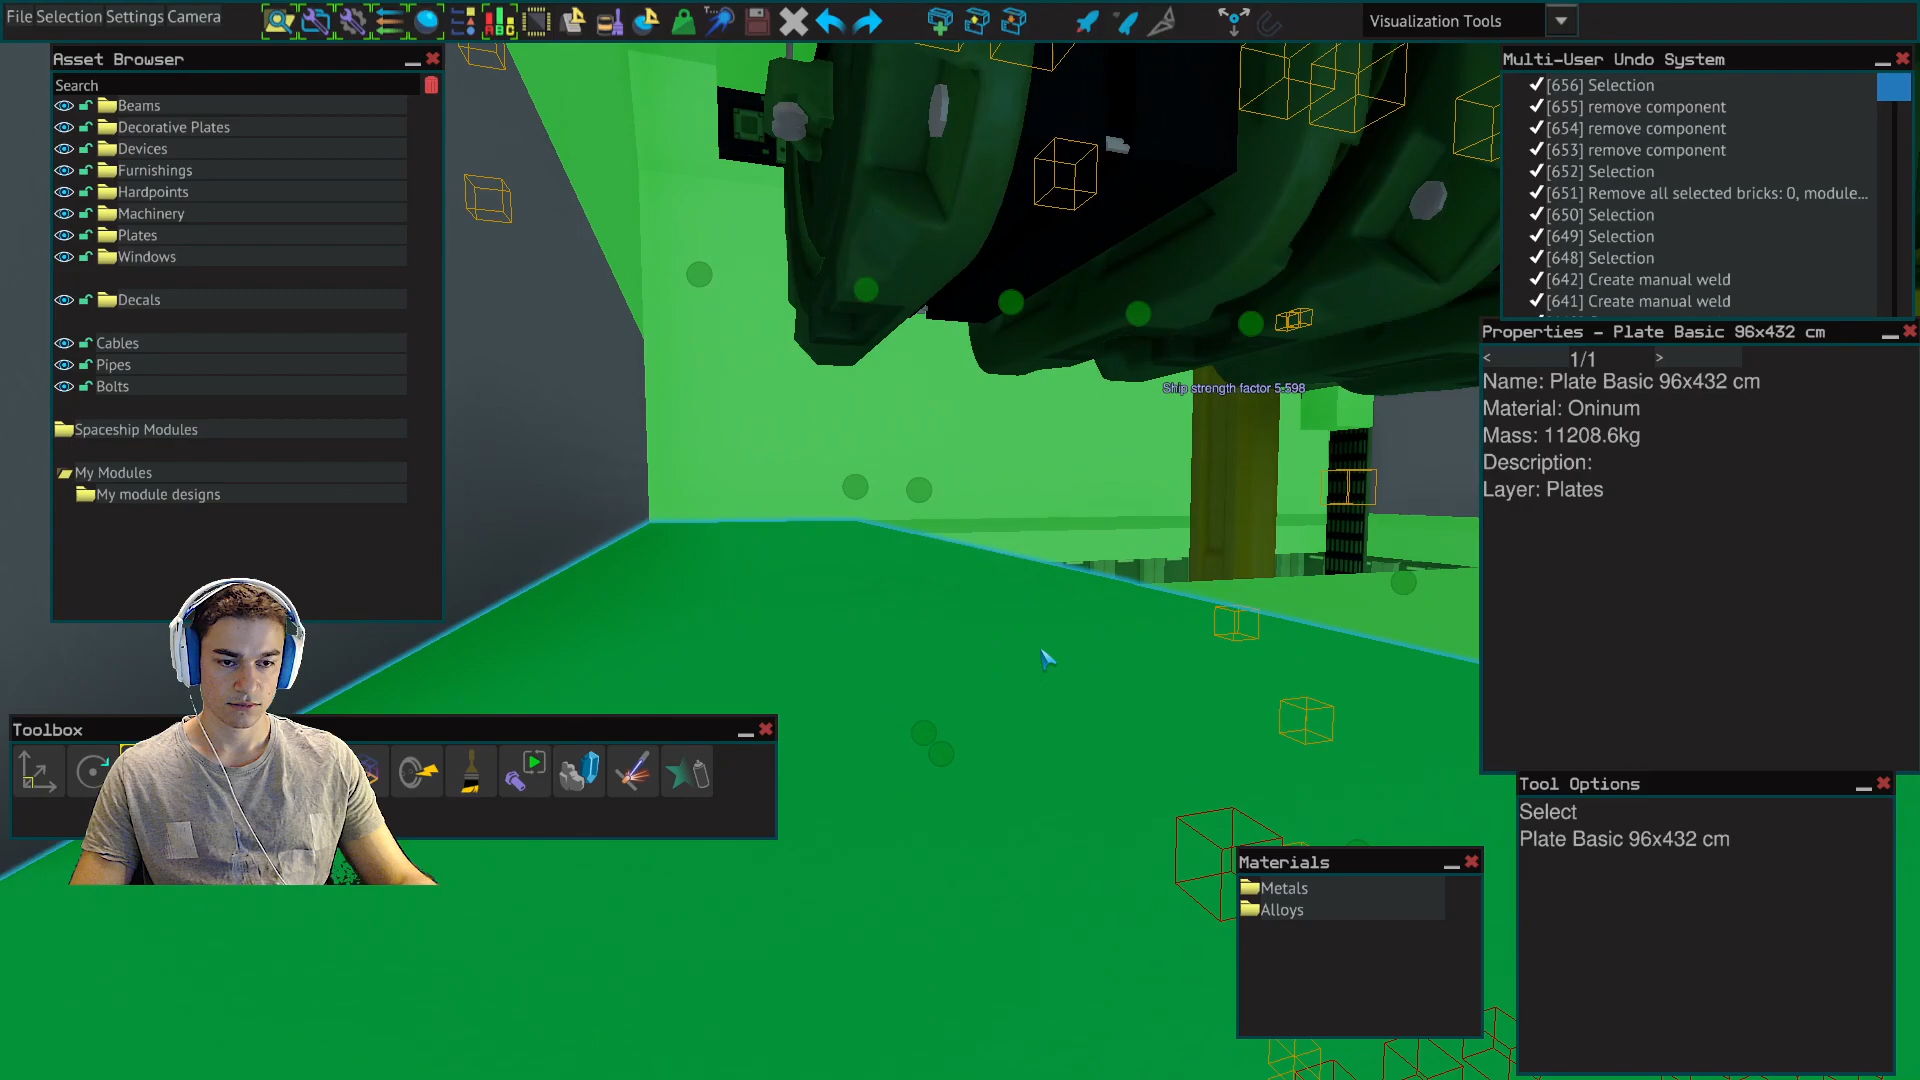 File Selection Settings Camera
Visualization Tools
Asset Browser
Search
Beams
Decorative Plates
Devices
Furnishings
Hardpoints
Machinery
Plates
Windows
Decals
Cables
Pipes
Bolts
Spaceship Modules
My Modules
My module designs
Multi-User Undo System
[656] Selection
[655] remove component
[654] remove component
[653] remove component
[652] Selection
[651] Remove all selected bricks: 0, module...
[650] Selection
[649] Selection
[648] Selection
[642] Create manual weld
[641] Create manual weld
Properties - Plate Basic 96x432 cm
< 1/1 >
Name: Plate Basic 96x432 cm
Material: Oninum
Mass: 11208.6kg
Description:
Layer: Plates
Ship strength factor 5-598
Toolbox
Tool Options
Select
Plate Basic 96x432 cm
Materials
Metals
Alloys